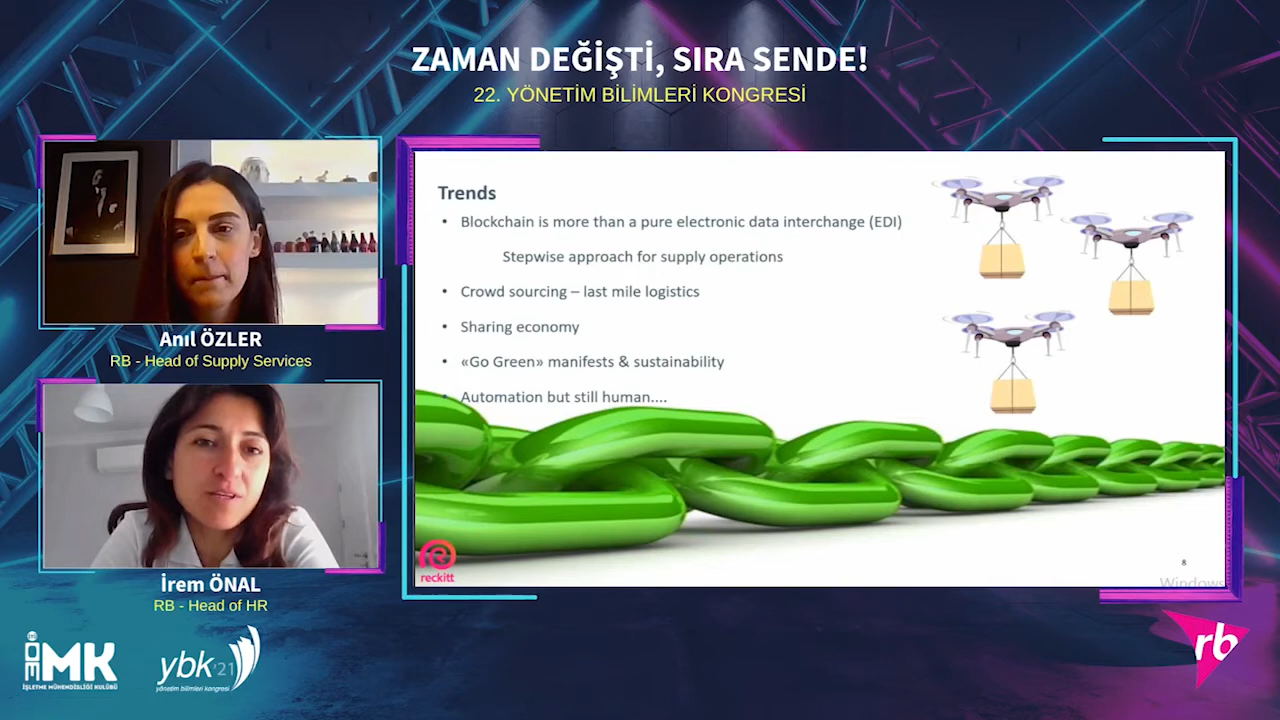 ZAMAN DEĞİŞTİ, SIRA SENDE!
22. YÖNETİM BİLİMLERİ KONGRESİ
Anıl ÖZLER
RB - Head of Supply Services
İrem ÖNAL
RB - Head of HR
Trends
• Blockchain is more than a pure electronic data interchange (EDI)
Stepwise approach for supply operations
• Crowd sourcing – last mile logistics
• Sharing economy
• «Go Green» manifests & sustainability
• Automation but still human....
reckitt
8
Windows
İMK
İŞLETME MÜHENDİSLİĞİ KULÜBÜ
ybk'21
yönetim bilimleri kongresi
rb